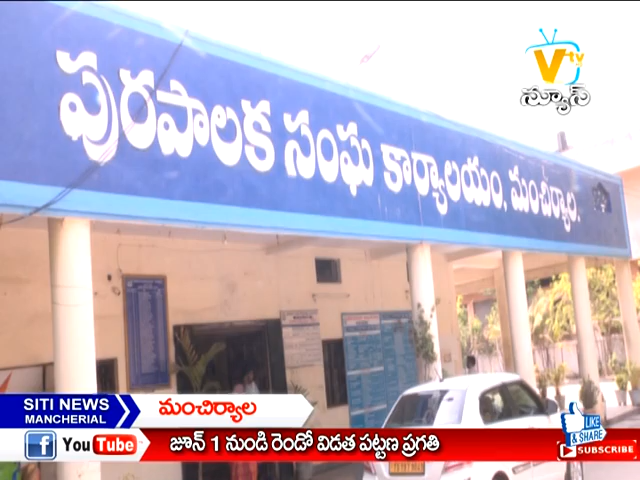 పురపాలక సంఘ కార్యాలయం, మంచిర్యాల.
V tv
న్యూస్
SITI NEWS
MANCHERIAL
మంచిర్యాల
f YouTube
జూన్ 1 నుండి రెండో విడత పట్టణ ప్రగతి
LIKE
& SHARE
SUBSCRIBE